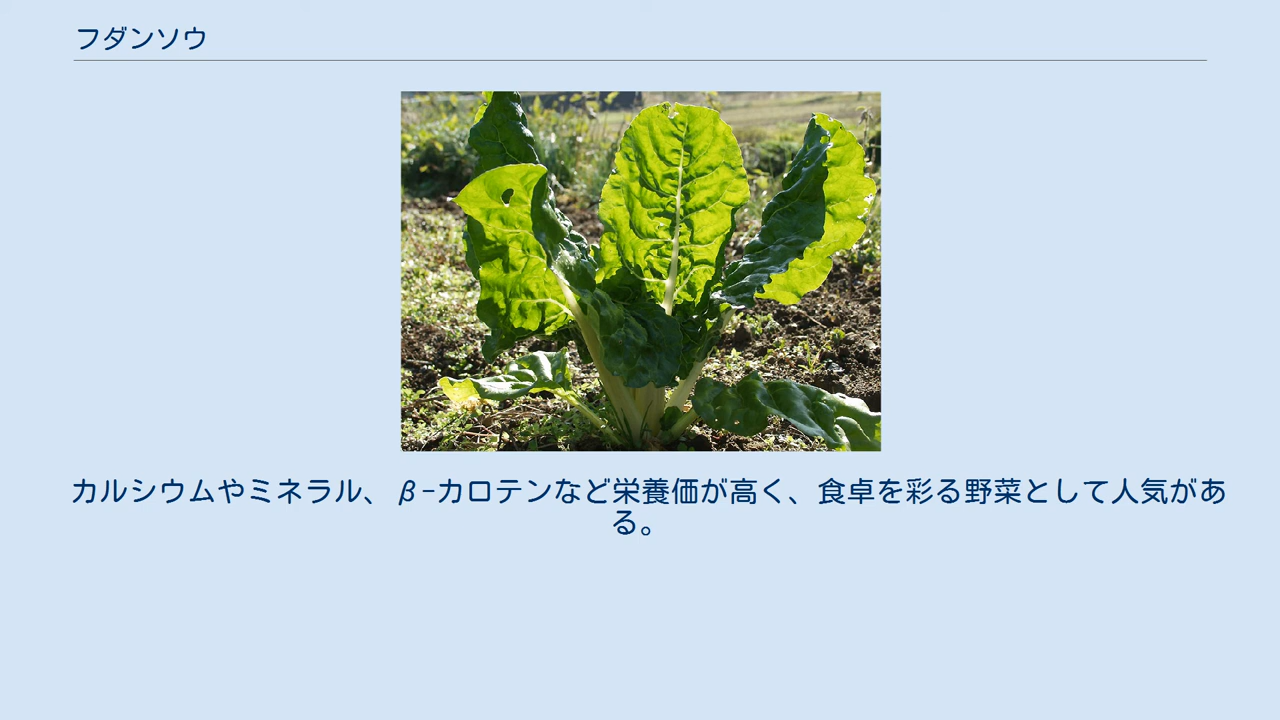 フダンソウ
カルシウムやミネラル、β-カロテンなど栄養価が高く、食卓を彩る野菜として人気があ
る。